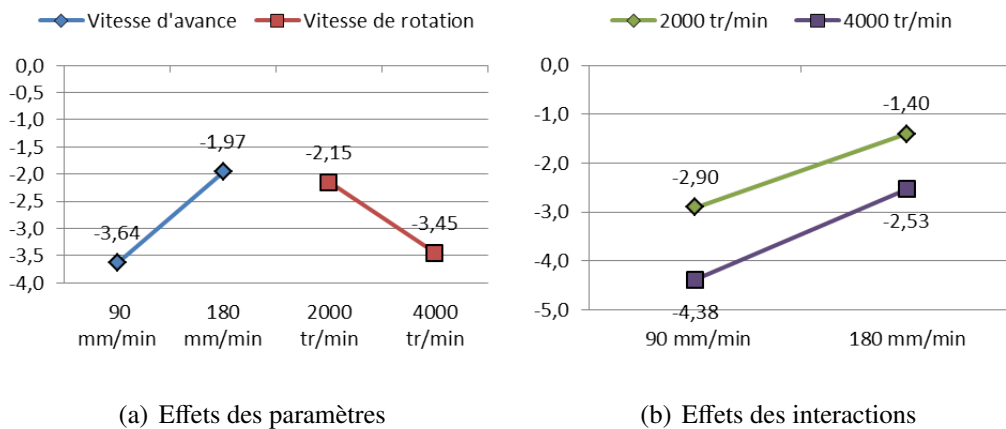 Vitesse d'avance
Vitesse de rotation
0,0
-0,5
-1,0
-1,5
-2,0
-2,5
-3,0
-3,5
-4,0
-3,64
-1,97
-2,15
-3,45
90
mm/min
180
mm/min
2000
tr/min
4000
tr/min
(a) Effets des paramètres
2000 tr/min
4000 tr/min
0,0
-1,0
-2,0
-3,0
-4,0
-5,0
-1,40
-2,90
-2,53
-4,38
90 mm/min
180 mm/min
(b) Effets des interactions